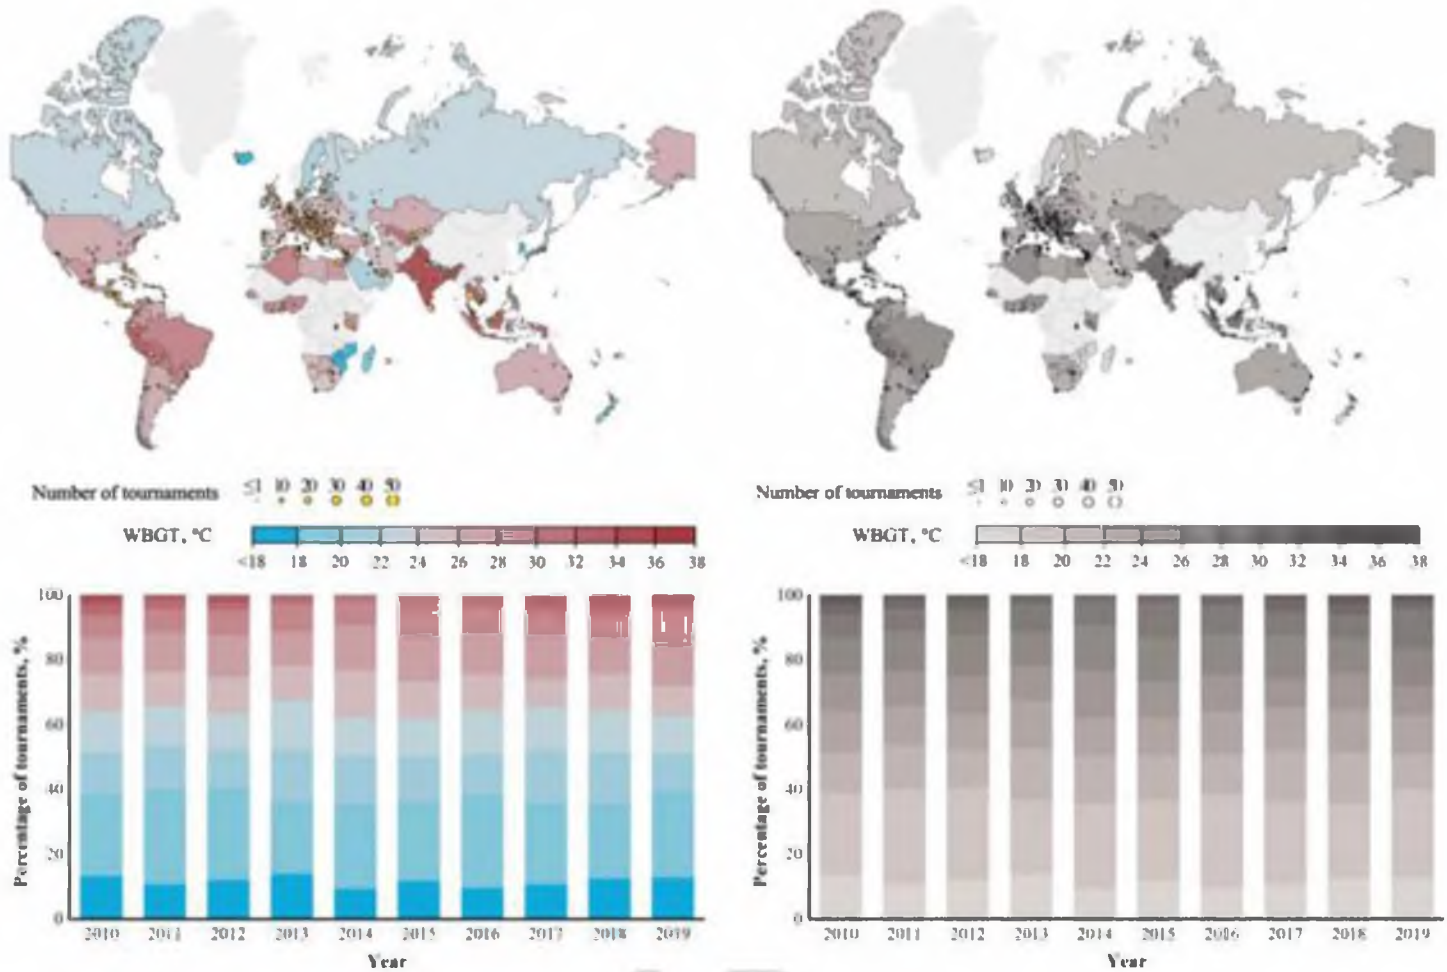 Number of tournaments ≤1 10 20 30 40 50
WBGT, °C
<18 18 20 22 24 26 28 30 32 34 36 38
Percentage of tournaments, %
100
80
60
40
20
0
2010 2011 2012 2013 2014 2015 2016 2017 2018 2019
Year
Number of tournaments ≤1 10 20 30 40 50
WBGT, °C
<18 18 20 22 24 26 28 30 32 34 36 38
Percentage of tournaments, %
100
80
60
40
20
0
2010 2011 2012 2013 2014 2015 2016 2017 2018 2019
Year